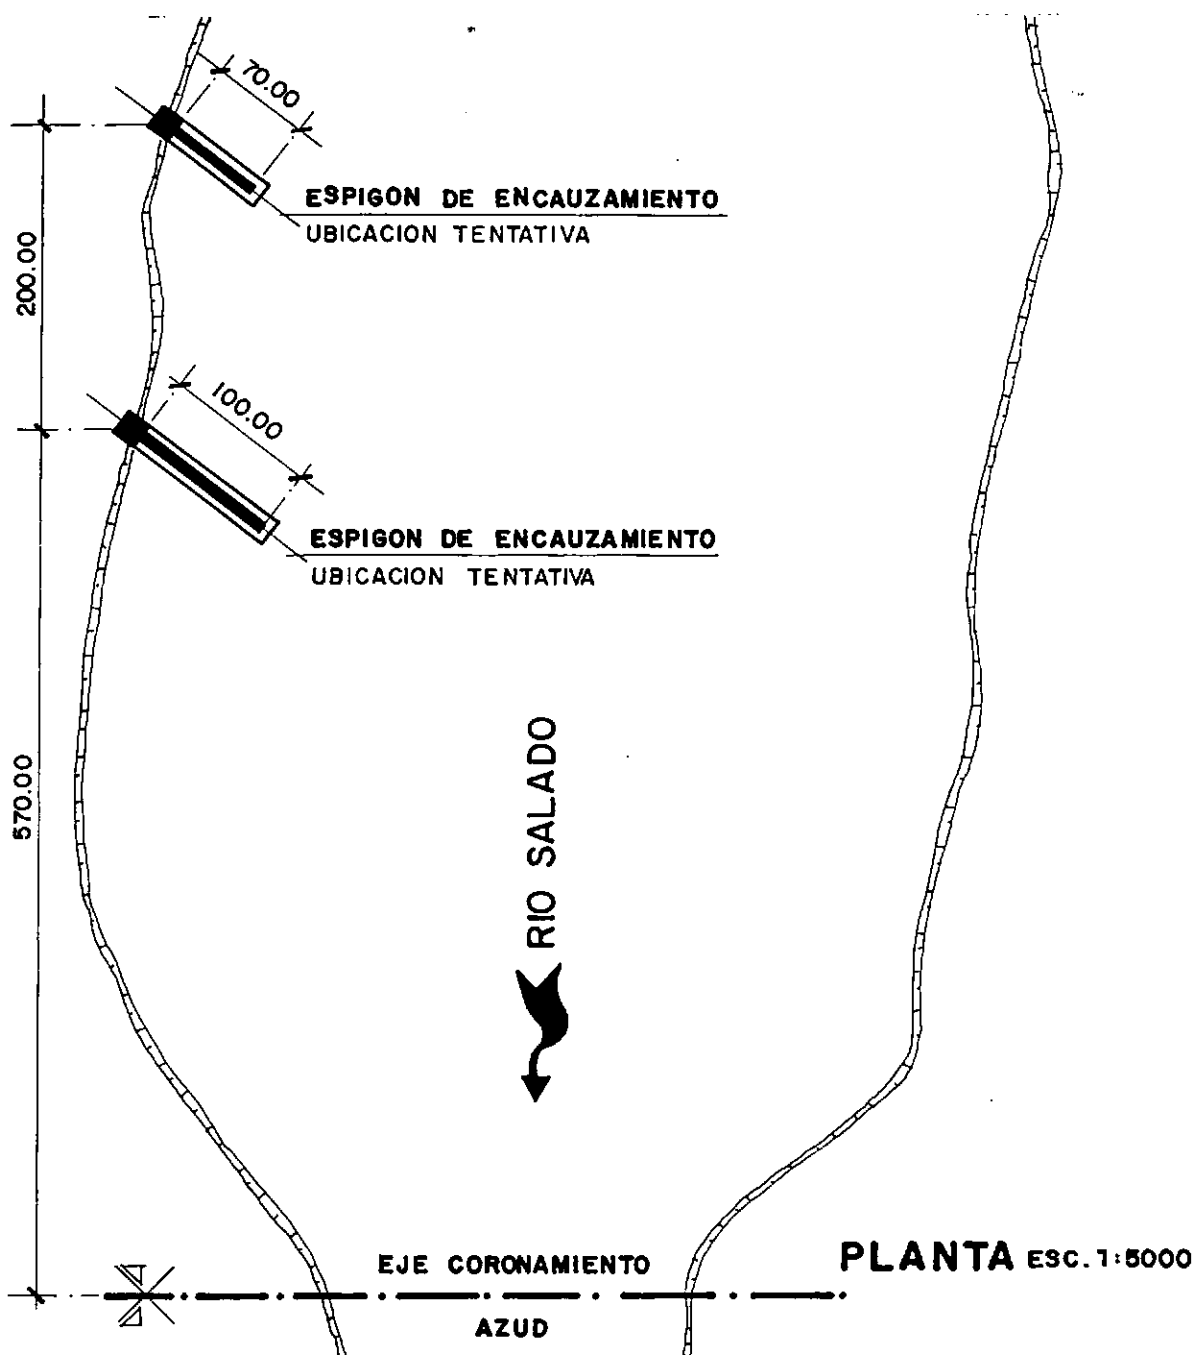 70.00
ESPIGON DE ENCAUZAMIENTO
UBICACION TENTATIVA
200.00
100.00
ESPIGON DE ENCAUZAMIENTO
UBICACION TENTATIVA
570.00
RIO SALADO
EJE CORONAMIENTO
PLANTA ESC. 1:5000
AZUD